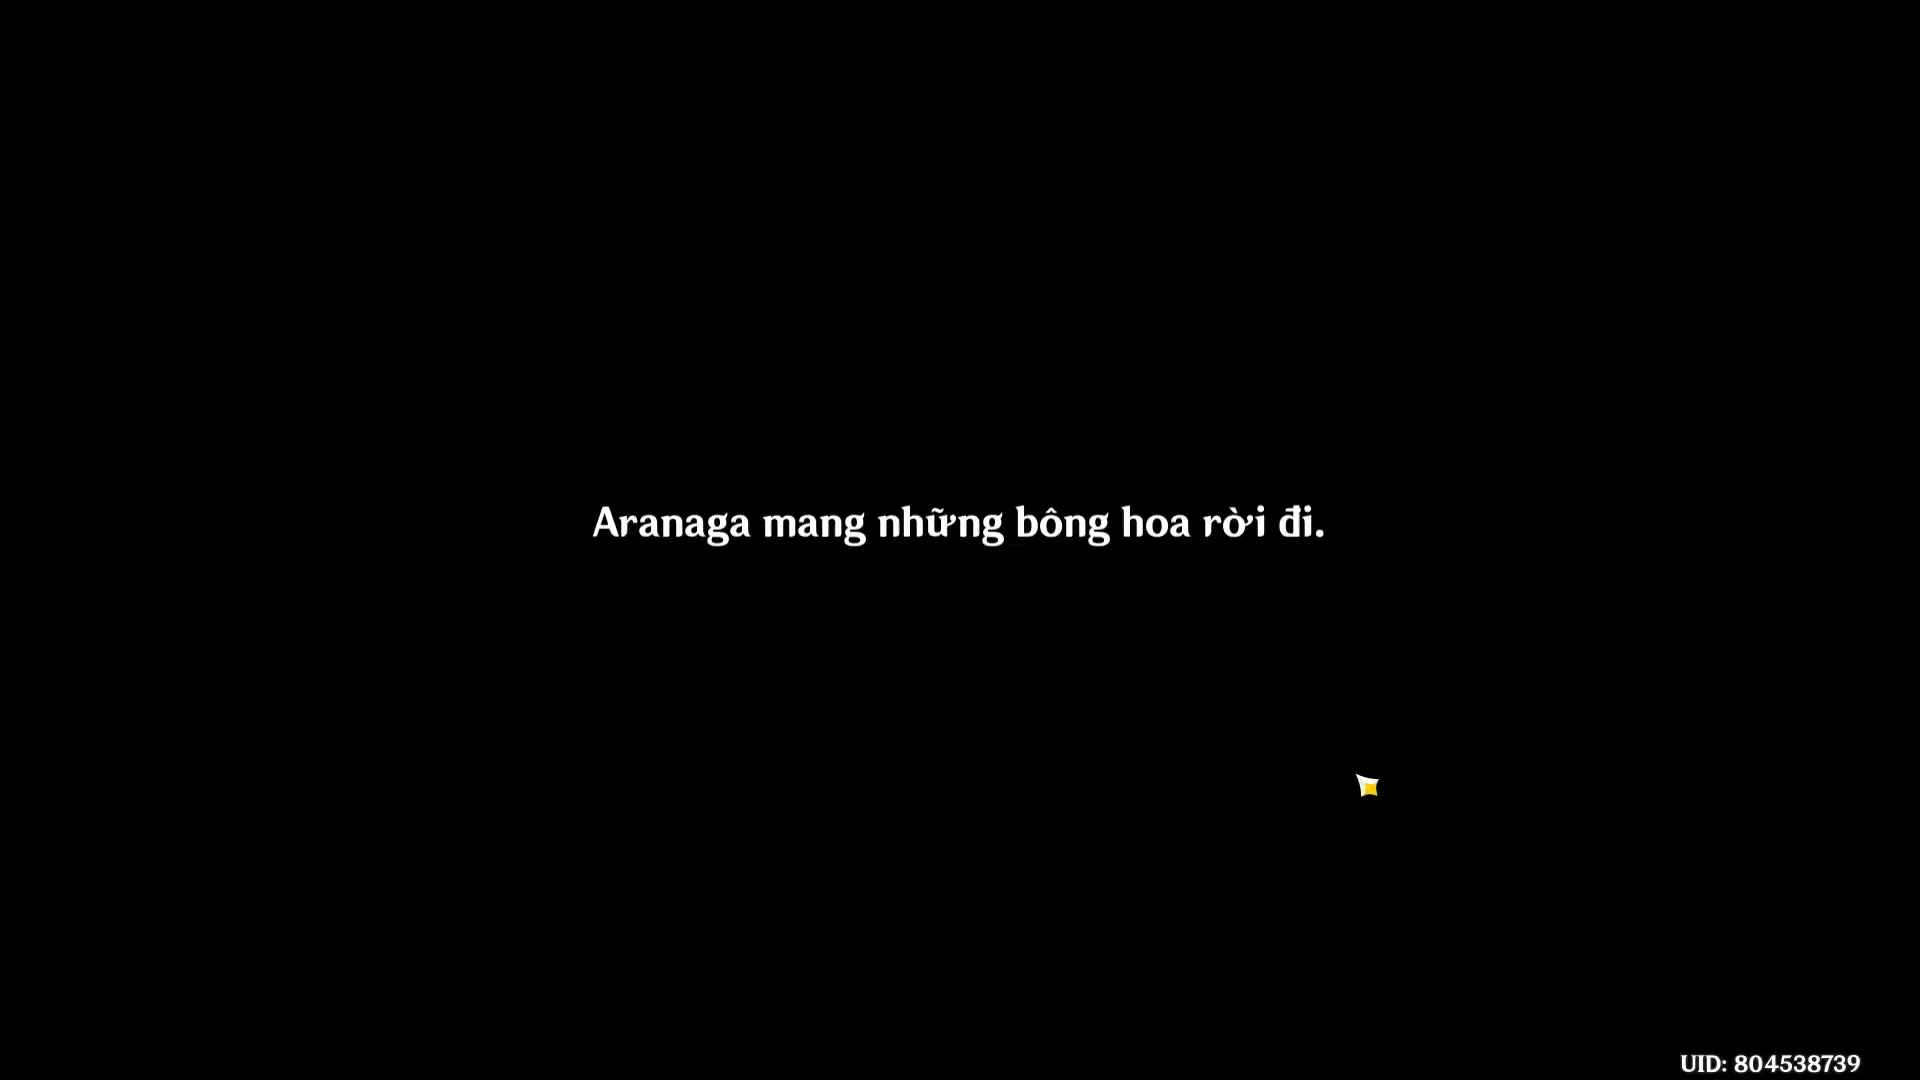 Aranaga mang những bông hoa rời đi.
UID: 804538739